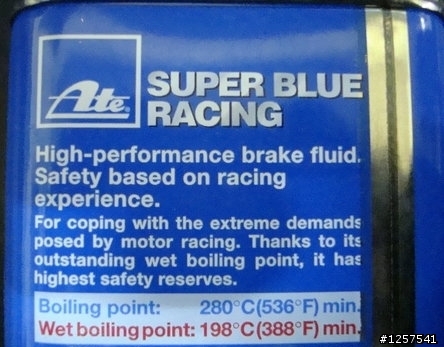 Ate
SUPER BLUE
RACING
High-performance brake fluid.
Safety based on racing
experience.
For coping with the extreme demands
posed by motor racing. Thanks to its
outstanding wet boiling point, it has
highest safety reserves.
Boiling point: 280°C(536°F) min.
Wet boiling point: 198°C(388°F) min.
#1257541